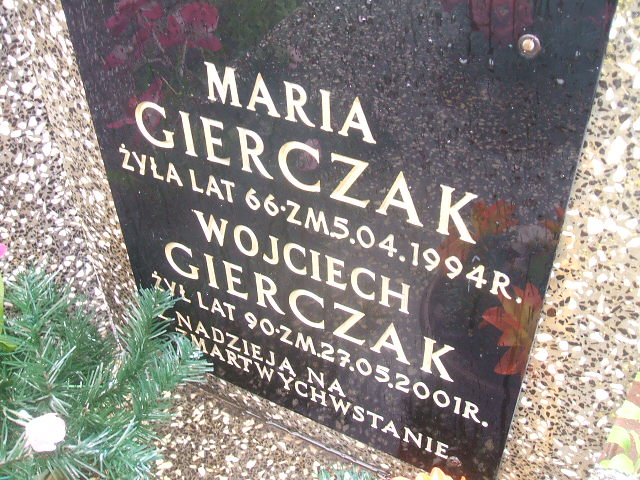 MARIA
GIERCZAK
ŻYŁA LAT 66·ZM.5.04.1994R.
WOJCIECH
GIERCZAK
ŻYŁ LAT 90·ZM.27.05.2001R.
Z NADZIEJĄ NA
ZMARTWYCHWSTANIE